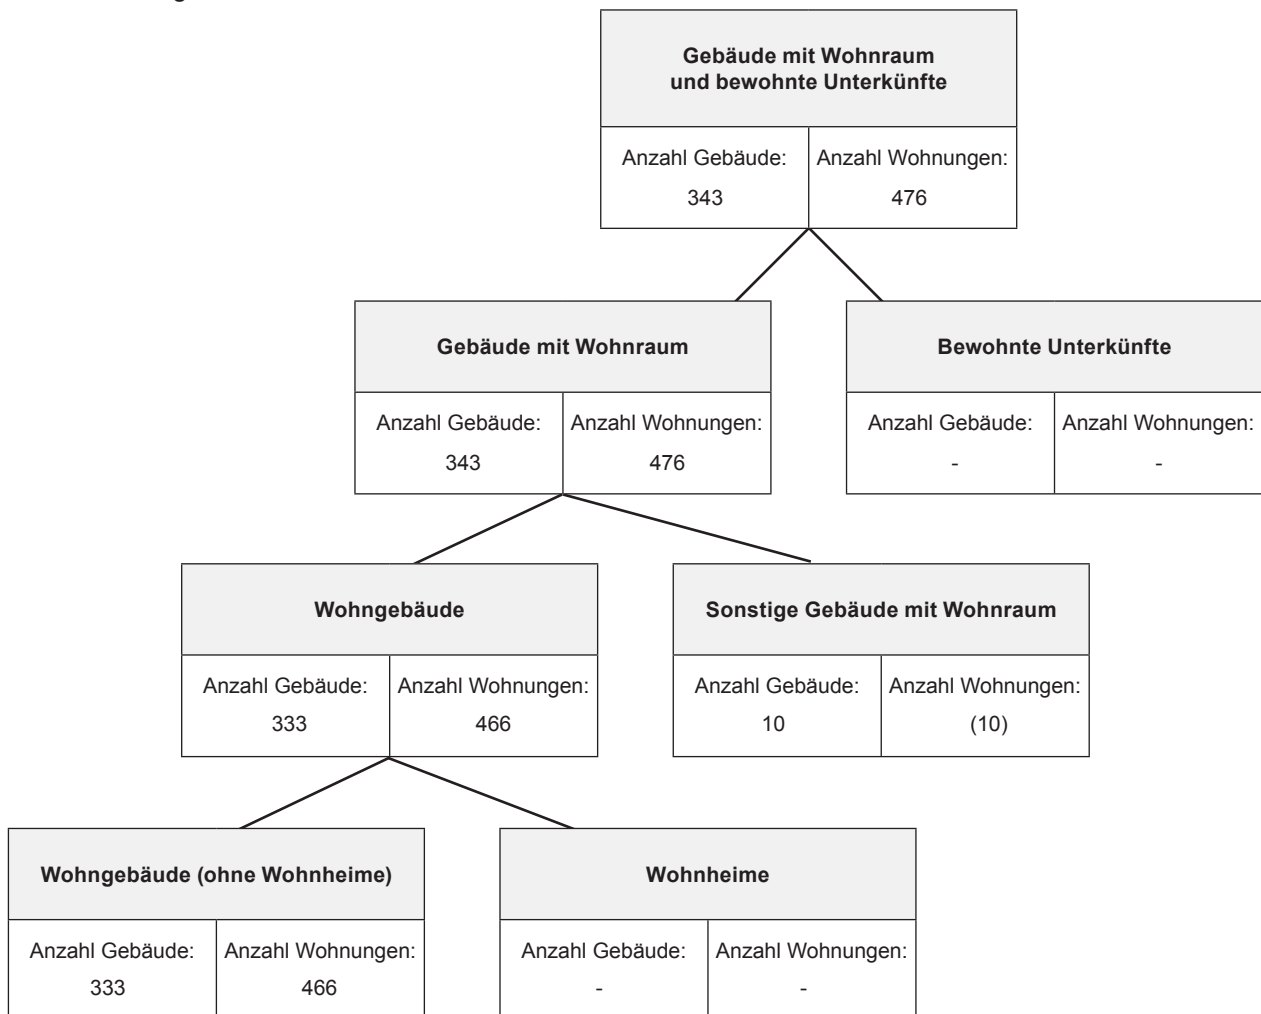 Gebäude mit Wohnraum
und bewohnte Unterkünfte
Anzahl Gebäude:
343
Anzahl Wohnungen:
476
Gebäude mit Wohnraum
Anzahl Gebäude:
343
Anzahl Wohnungen:
476
Bewohnte Unterkünfte
Anzahl Gebäude:
-
Anzahl Wohnungen:
-
Wohngebäude
Anzahl Gebäude:
333
Anzahl Wohnungen:
466
Sonstige Gebäude mit Wohnraum
Anzahl Gebäude:
10
Anzahl Wohnungen:
(10)
Wohngebäude (ohne Wohnheime)
Anzahl Gebäude:
333
Anzahl Wohnungen:
466
Wohnheime
Anzahl Gebäude:
-
Anzahl Wohnungen:
-